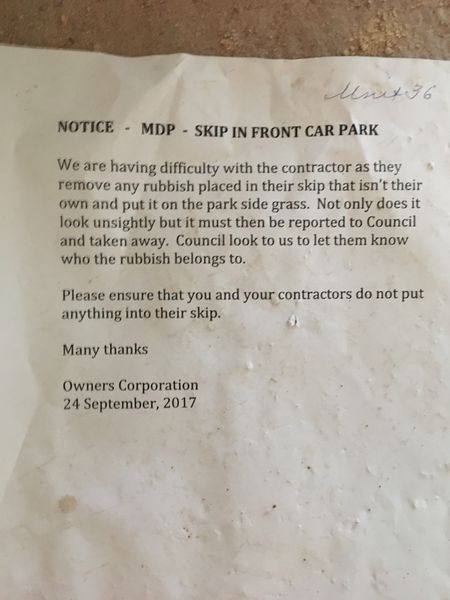 Unit 36
NOTICE - MDP - SKIP IN FRONT CAR PARK
We are having difficulty with the contractor as they
remove any rubbish placed in their skip that isn't their
own and put it on the park side grass. Not only does it
look unsightly but it must then be reported to Council
and taken away. Council look to us to let them know
who the rubbish belongs to.
Please ensure that you and your contractors do not put
anything into their skip.
Many thanks
Owners Corporation
24 September, 2017